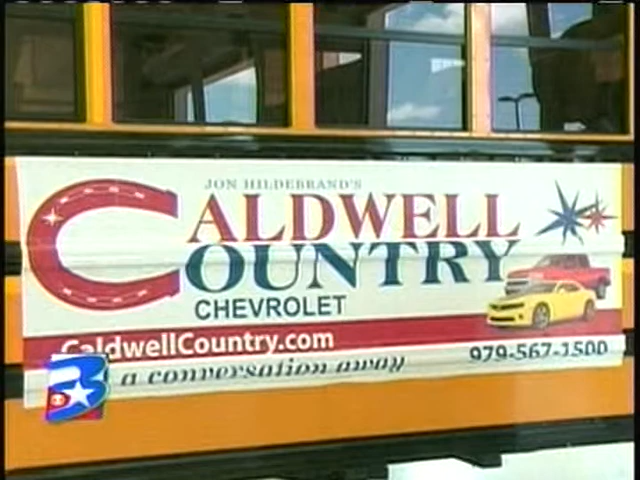 JON HILDEBRAND'S
CALDWELL
COUNTRY
CHEVROLET
CaldwellCountry.com
979-567-1500
a conversation away